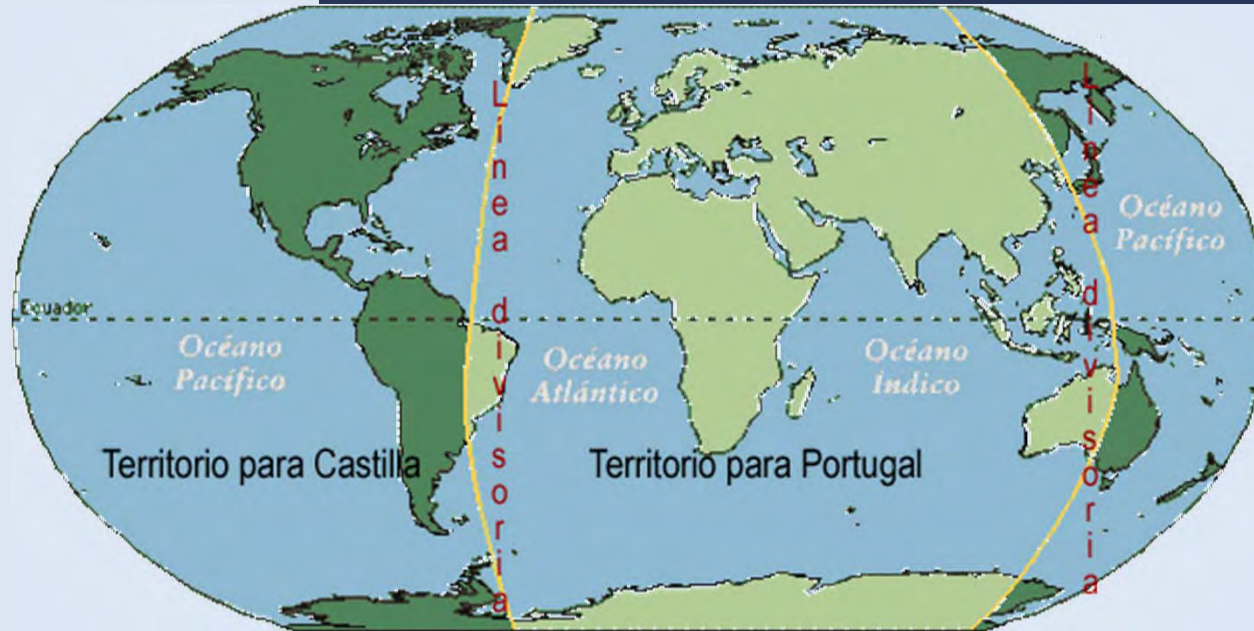 Línea divisoria
Línea divisoria
Océano
Pacífico
Ecuador
Océano
Pacífico
Océano
Atlántico
Océano
Índico
Territorio para Castilla
Territorio para Portugal